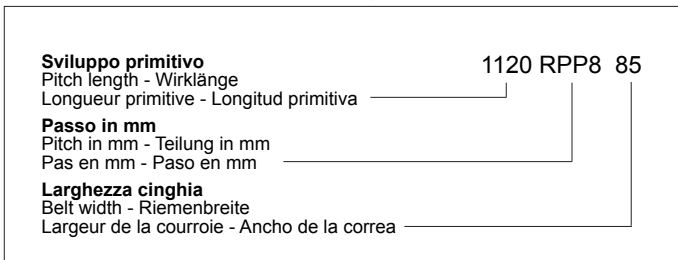 Sviluppo primitivo
1120 RPP8 85
Pitch length - Wirklänge
Longueur primitive - Longitud primitiva
Passo in mm
Pitch in mm - Teilung in mm
Pas en mm - Paso en mm
Larghezza cinghia
Belt width - Riemenbreite
Largeur de la courroie - Ancho de la correa